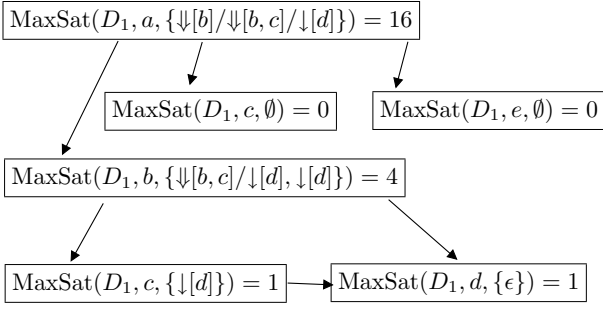 MaxSat(D₁, a, {⇓[b]/⇓[b, c]/↓[d]}) = 16
MaxSat(D₁, c, ∅) = 0
MaxSat(D₁, e, ∅) = 0
MaxSat(D₁, b, {⇓[b, c]/↓[d], ↓[d]}) = 4
MaxSat(D₁, c, {↓[d]}) = 1
MaxSat(D₁, d, {ϵ}) = 1